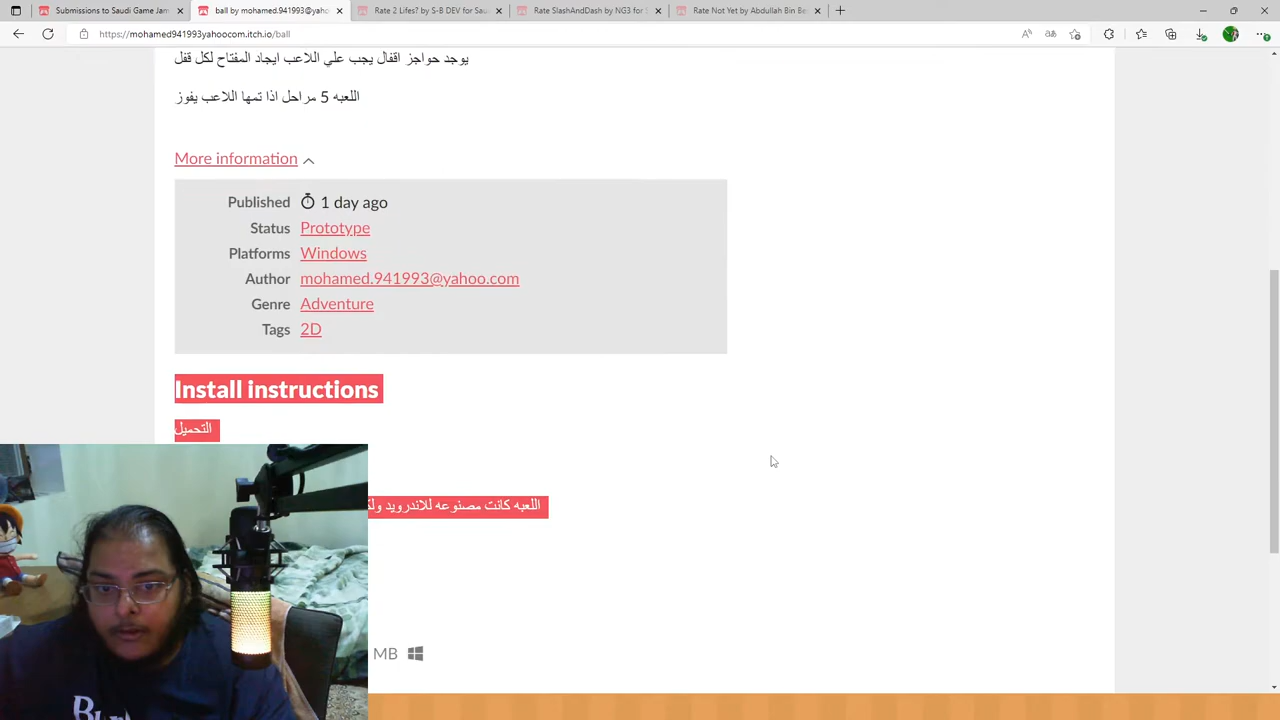 Submissions to Saudi Game Jam
ball by mohamed.941993@yaho
Rate 2 Lifes? by S-B DEV for Sau
Rate SlashAndDash by NG3 for S
Rate Not Yet by Abdullah Bin Be
https://mohamed941993yahoocom.itch.io/ball
يوجد حواجز اقفال يجب علي اللاعب ايجاد المفتاح لكل قفل
اللعبه 5 مراحل اذا تمها اللاعب يفوز
More information
Published 1 day ago
Status Prototype
Platforms Windows
Author mohamed.941993@yahoo.com
Genre Adventure
Tags 2D
Install instructions
التحميل
اللعبه كانت مصنوعه للاندرويد
MB